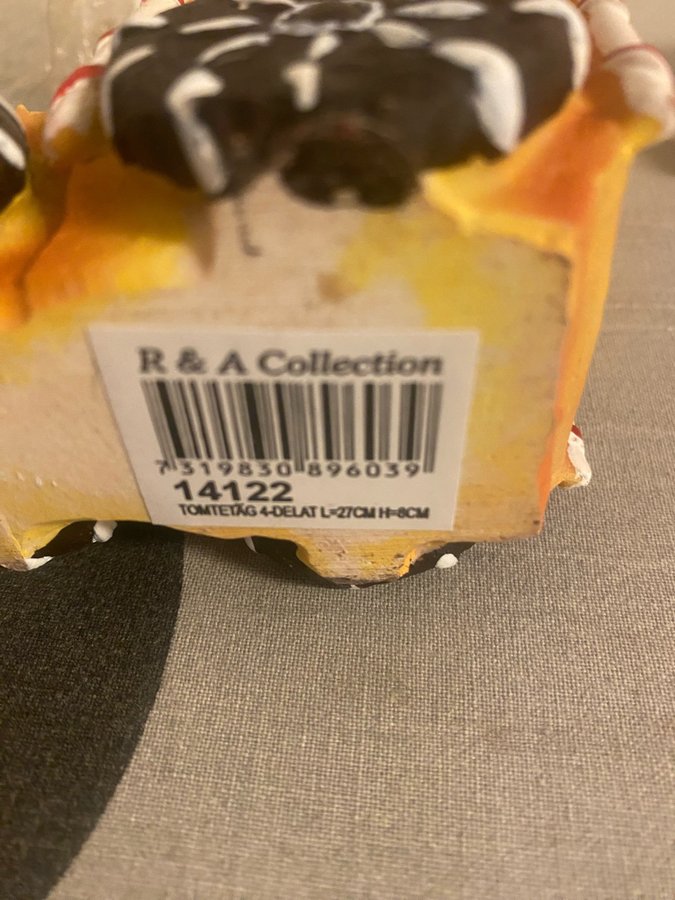 R & A Collection
7 319830 896039
14122
TOMTETÅG 4-DELAT L=27CM H=8CM